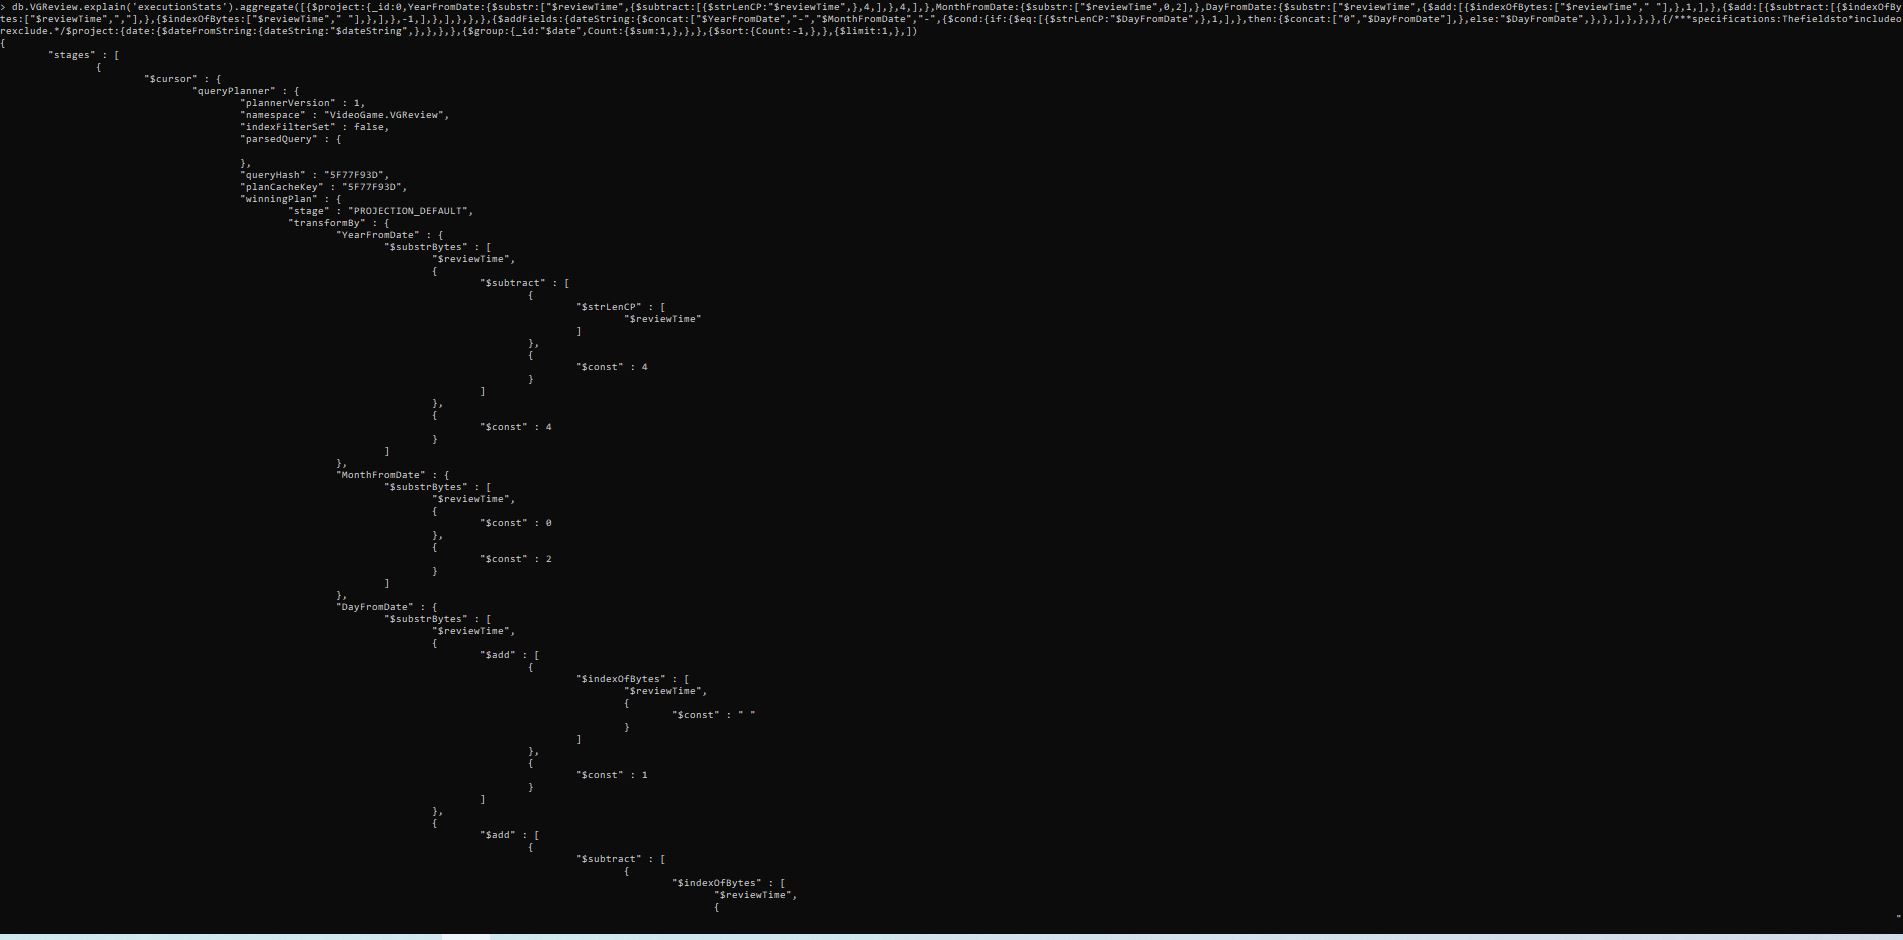 > db.VGReview.explain('executionStats').aggregate([{$project:{_id:0,YearFromDate:{$substr:["$reviewTime",{$subtract:[{$strLenCP:"$reviewTime",},4,],},4,],},MonthFromDate:{$substr:["$reviewTime",0,2],},DayFromDate:{$substr:["$reviewTime",{$add:[{$indexOfBytes:["$reviewTime"," "],},1,],},{$add:[{$subtract:[{$indexOfBy
tes:["$reviewTime",","],},{$indexOfBytes:["$reviewTime"," "],},],},-1,],},],},},},{$addFields:{dateString:{$concat:["$YearFromDate","-","$MonthFromDate","-",{$cond:{if:{$eq:[{$strLenCP:"$DayFromDate",},1,],},then:{$concat:["0","$DayFromDate"],},else:"$DayFromDate",},},],},},},{/***specifications:Thefieldsto*includeo
rexclude.*/$project:{date:{$dateFromString:{dateString:"$dateString",},},},},{$group:{_id:"$date",Count:{$sum:1,},},},{$sort:{Count:-1,},},{$limit:1,},])
{
"stages" : [
{
"$cursor" : {
"queryPlanner" : {
"plannerVersion" : 1,
"namespace" : "VideoGame.VGReview",
"indexFilterSet" : false,
"parsedQuery" : {
},
"queryHash" : "5F77F93D",
"planCacheKey" : "5F77F93D",
"winningPlan" : {
"stage" : "PROJECTION_DEFAULT",
"transformBy" : {
"YearFromDate" : {
"$substrBytes" : [
"$reviewTime",
{
"$subtract" : [
{
"$strLenCP" : [
"$reviewTime"
]
},
{
"$const" : 4
}
]
},
{
"$const" : 4
}
]
},
"MonthFromDate" : {
"$substrBytes" : [
"$reviewTime",
{
"$const" : 0
},
{
"$const" : 2
}
]
},
"DayFromDate" : {
"$substrBytes" : [
"$reviewTime",
{
"$add" : [
{
"$indexOfBytes" : [
"$reviewTime",
{
"$const" : " "
}
]
},
{
"$const" : 1
}
]
},
{
"$add" : [
{
"$subtract" : [
{
"$indexOfBytes" : [
"$reviewTime",
{
"